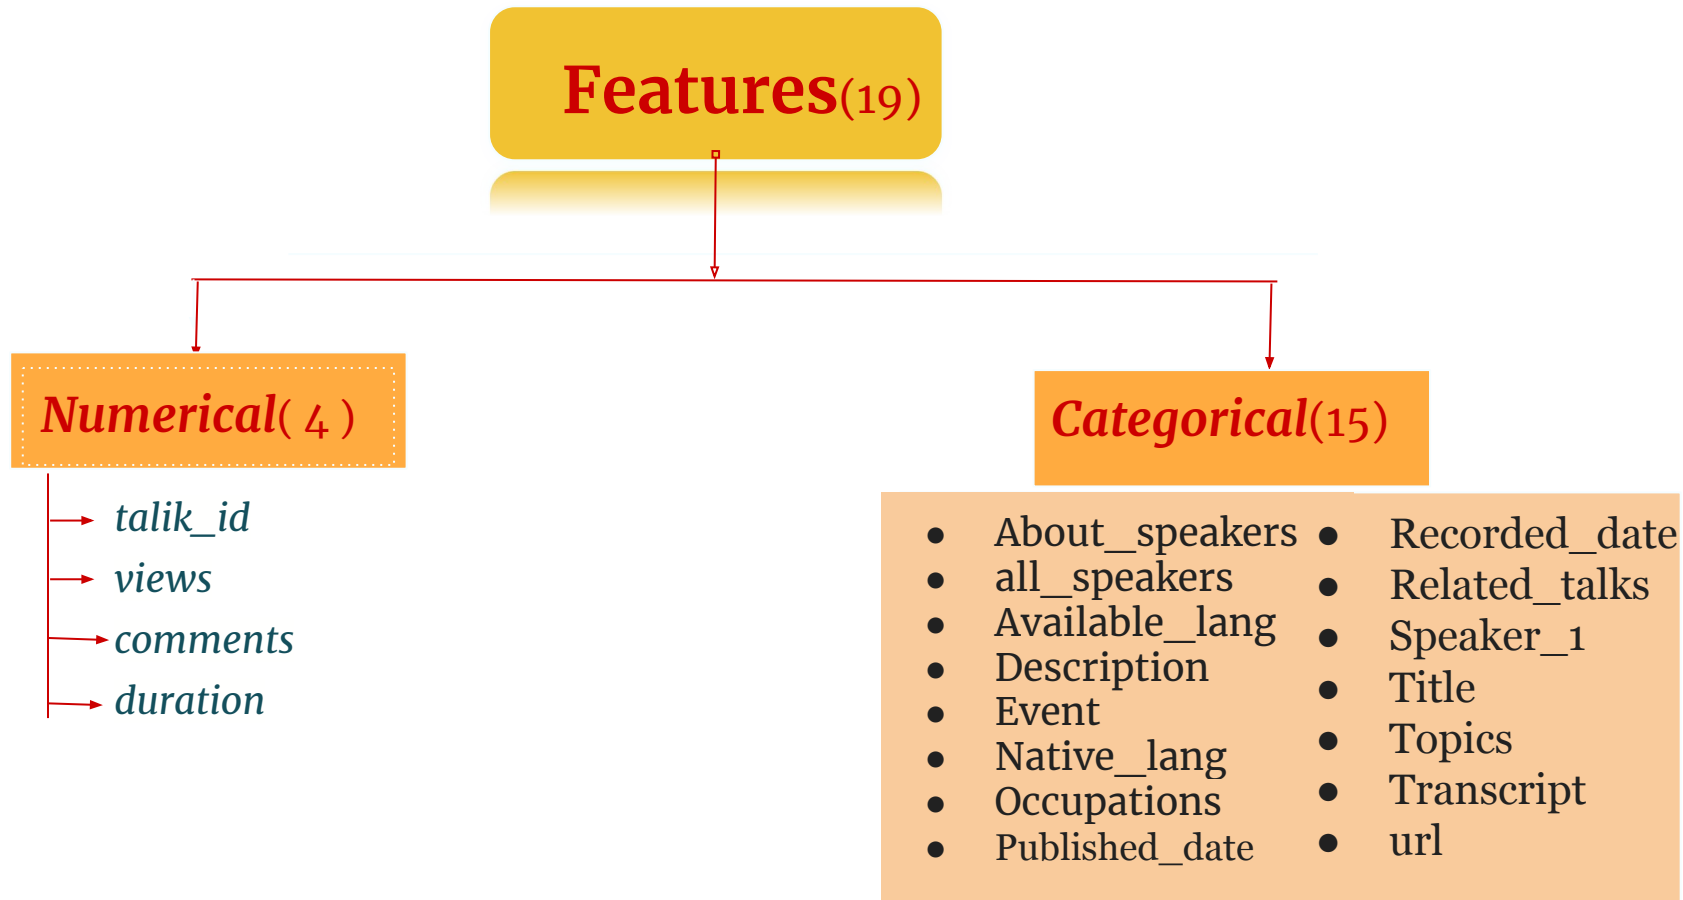 Features(19)
Numerical( 4 )
talik_id
views
comments
duration
Categorical(15)
● About_speakers
● all_speakers
● Available_lang
● Description
● Event
● Native_lang
● Occupations
● Published_date
● Recorded_date
● Related_talks
● Speaker_1
● Title
● Topics
● Transcript
● url